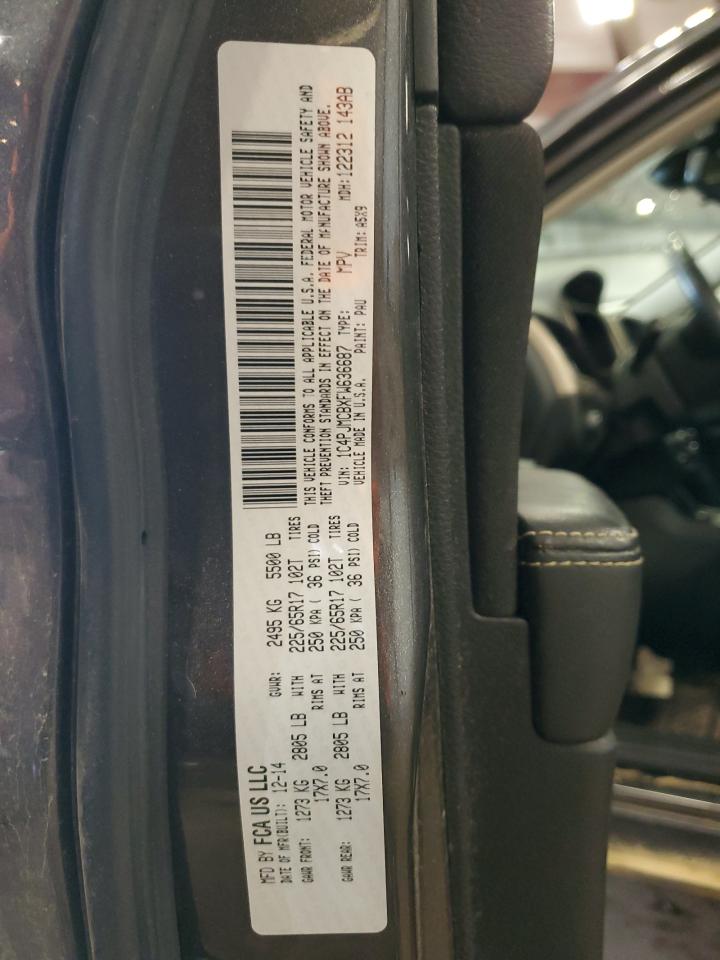 MFD BY FCA US LLC
DATE OF MFR(BUILT): 12-14 GVWR: 2495 KG 5500 LB
GAWR FRONT: 1273 KG 2805 LB WITH 225/65R17 102T TIRES
17X7.0 RIMS AT 250 KPA ( 36 PSI) COLD
GAWR REAR: 1273 KG 2805 LB WITH 225/65R17 102T TIRES
17X7.0 RIMS AT 250 KPA ( 36 PSI) COLD
THIS VEHICLE CONFORMS TO ALL APPLICABLE U.S.A. FEDERAL MOTOR VEHICLE SAFETY AND
THEFT PREVENTION STANDARDS IN EFFECT ON THE DATE OF MANUFACTURE SHOWN ABOVE.
VIN: 1C4PJMCBXFW636687 TYPE: MPV MDH:122312 143AB
VEHICLE MADE IN U.S.A. PAINT: PAU TRIM: A5X9